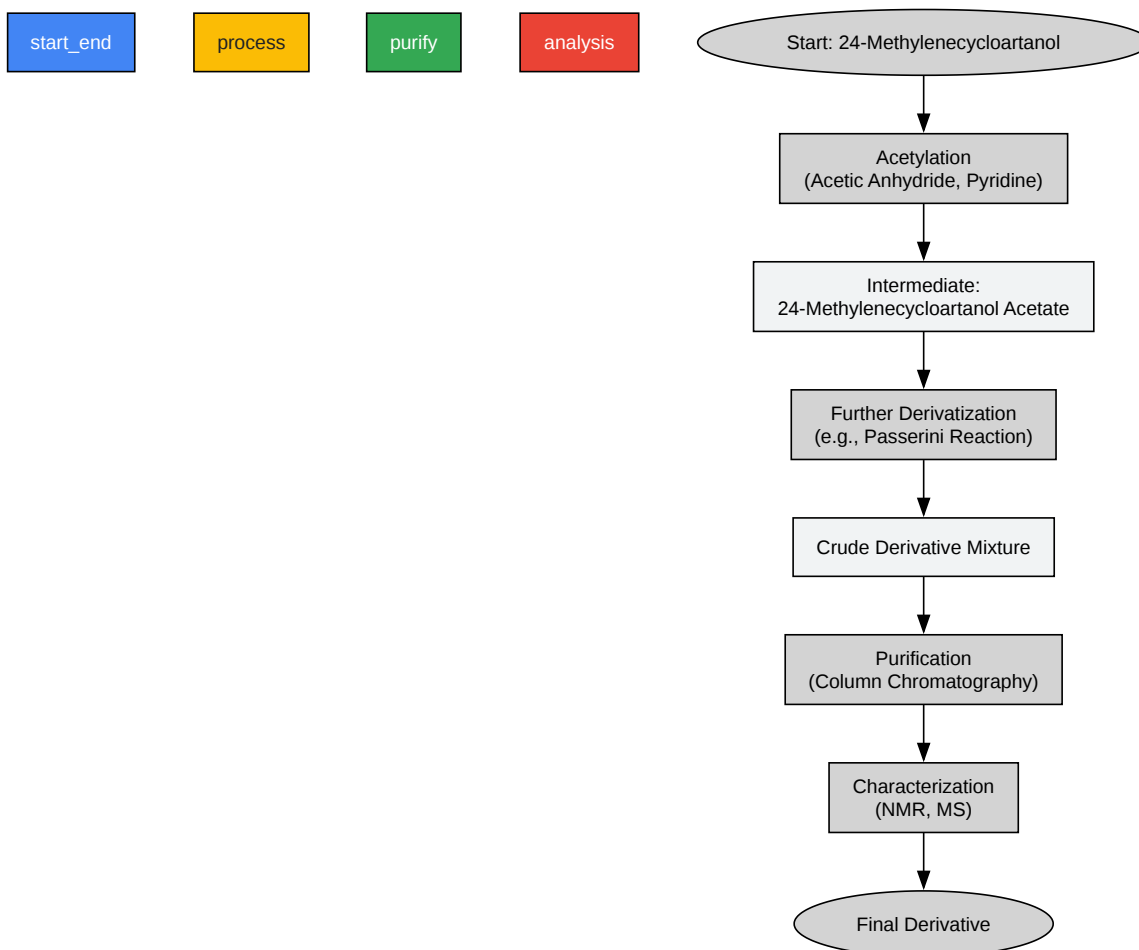 start_end
process
purify
analysis
Start: 24-Methylenecycloartanol
Acetylation
(Acetic Anhydride, Pyridine)
Intermediate:
24-Methylenecycloartanol Acetate
Further Derivatization
(e.g., Passerini Reaction)
Crude Derivative Mixture
Purification
(Column Chromatography)
Characterization
(NMR, MS)
Final Derivative